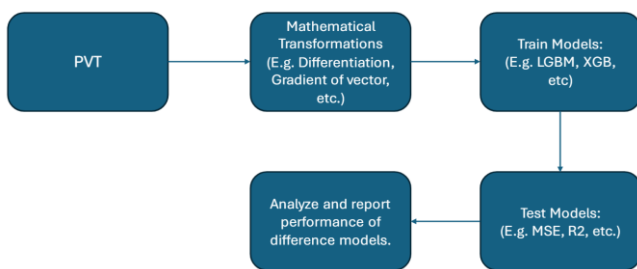 PVT
Mathematical
Transformations
(E.g. Differentiation,
Gradient of vector,
etc.)
Train Models:
(E.g. LGBM, XGB,
etc)
Test Models:
(E.g. MSE, R2, etc.)
Analyze and report
performance of
difference models.